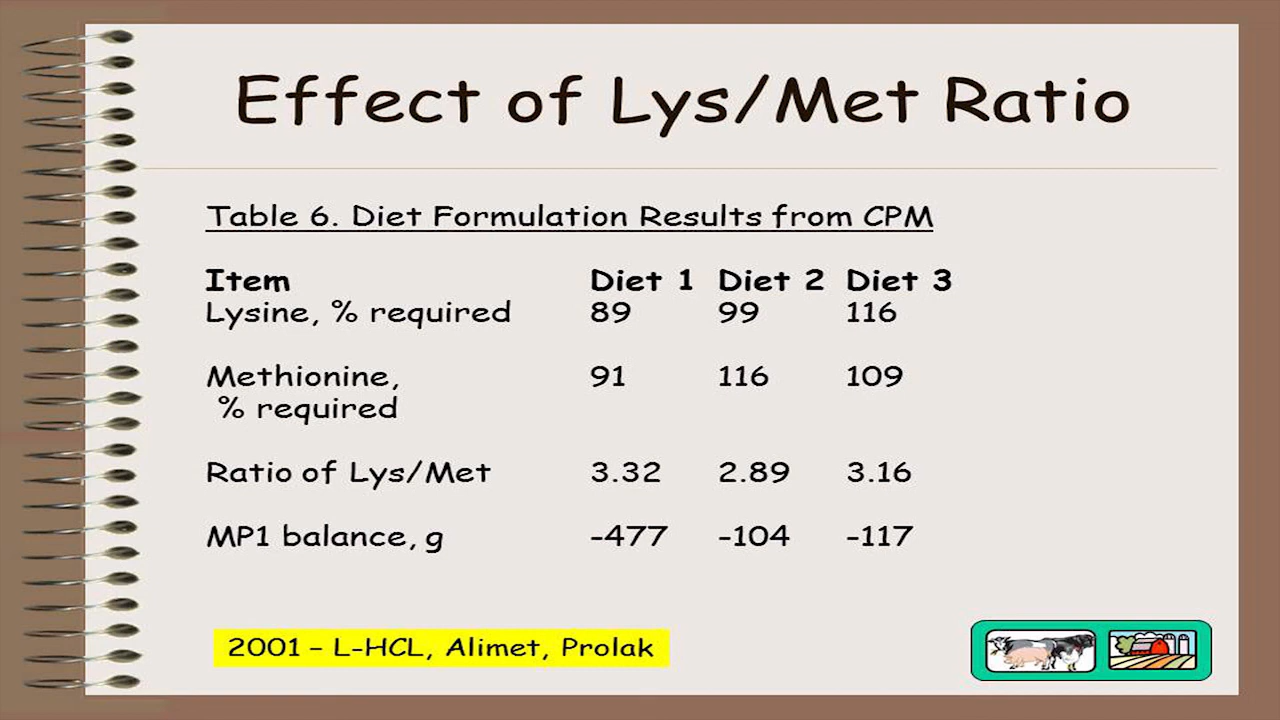 Effect of Lys/Met Ratio
Table 6. Diet Formulation Results from CPM
Item Diet 1 Diet 2 Diet 3
Lysine, % required 89 99 116
Methionine, 91 116 109
% required
Ratio of Lys/Met 3.32 2.89 3.16
MP1 balance, g -477 -104 -117
2001 – L-HCL, Alimet, Prolak